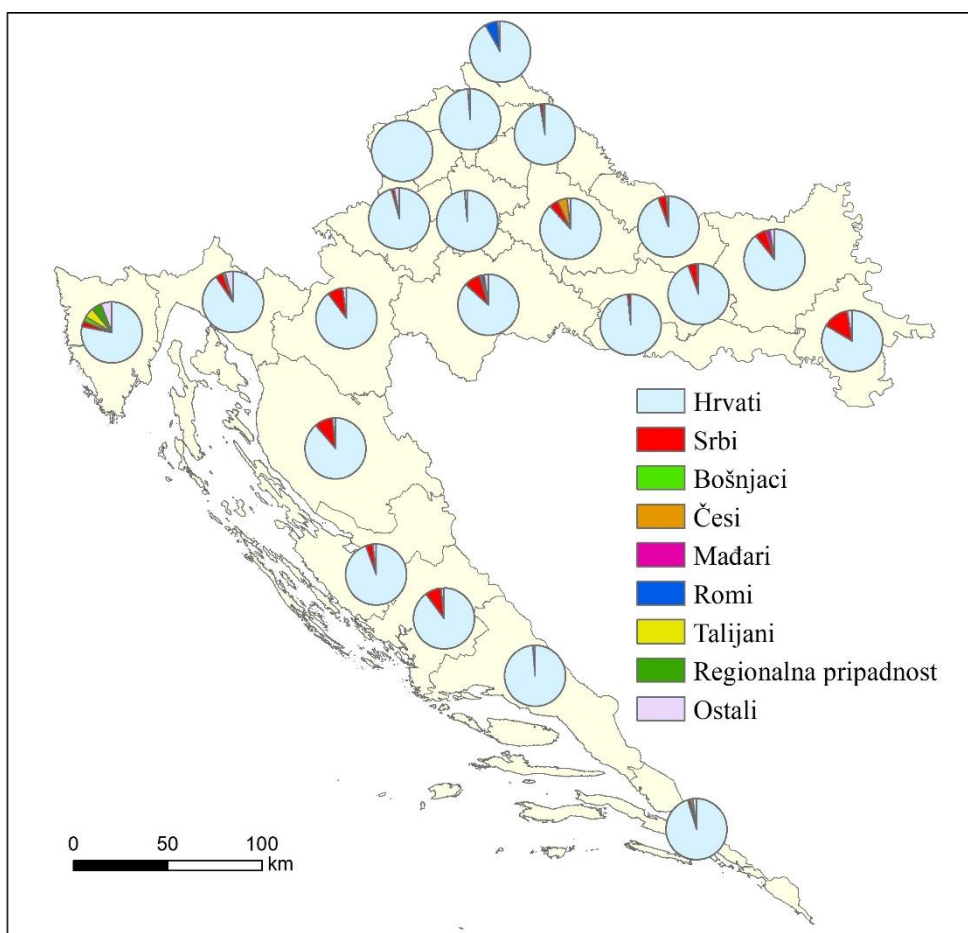 Hrvati
Srbi
Bošnjaci
Česi
Mađari
Romi
Talijani
Regionalna pripadnost
Ostali
0 50 100
km